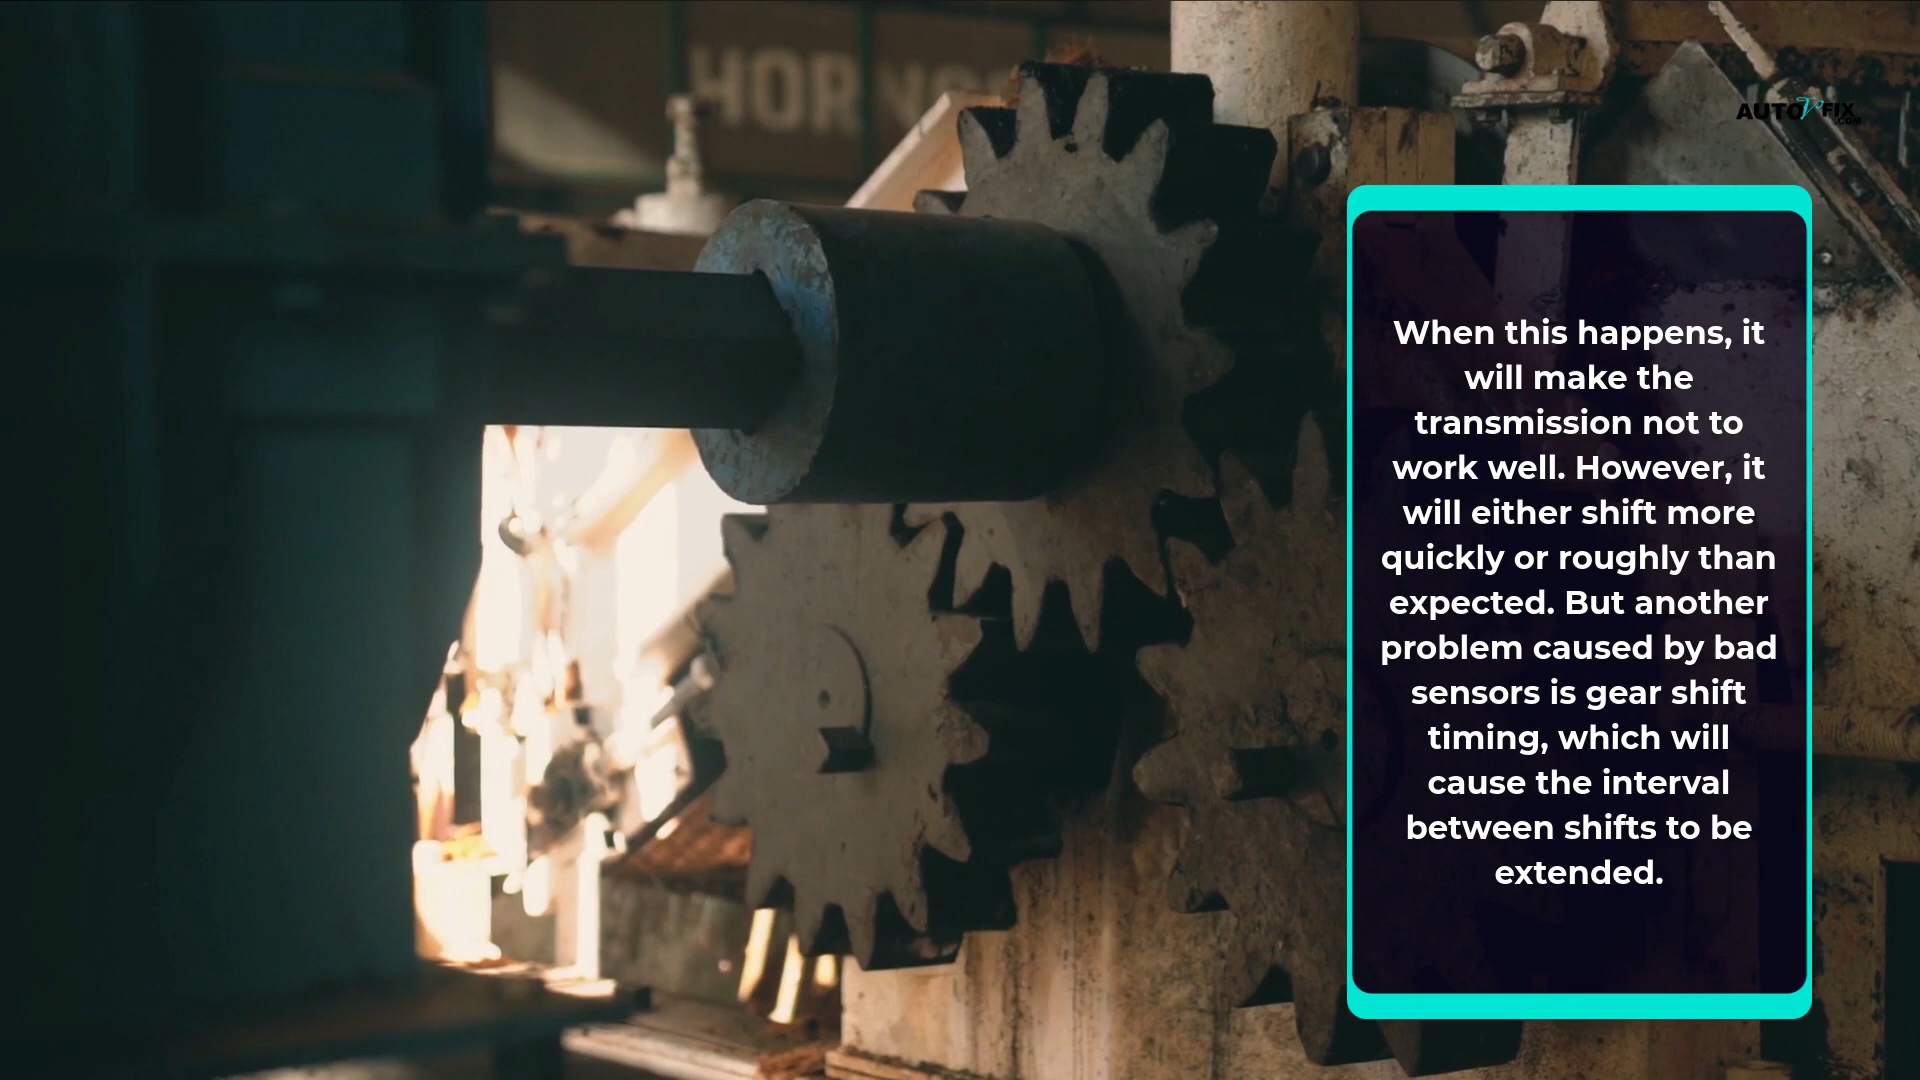 AUTOVFIX
.COM
When this happens, it
will make the
transmission not to
work well. However, it
will either shift more
quickly or roughly than
expected. But another
problem caused by bad
sensors is gear shift
timing, which will
cause the interval
between shifts to be
extended.